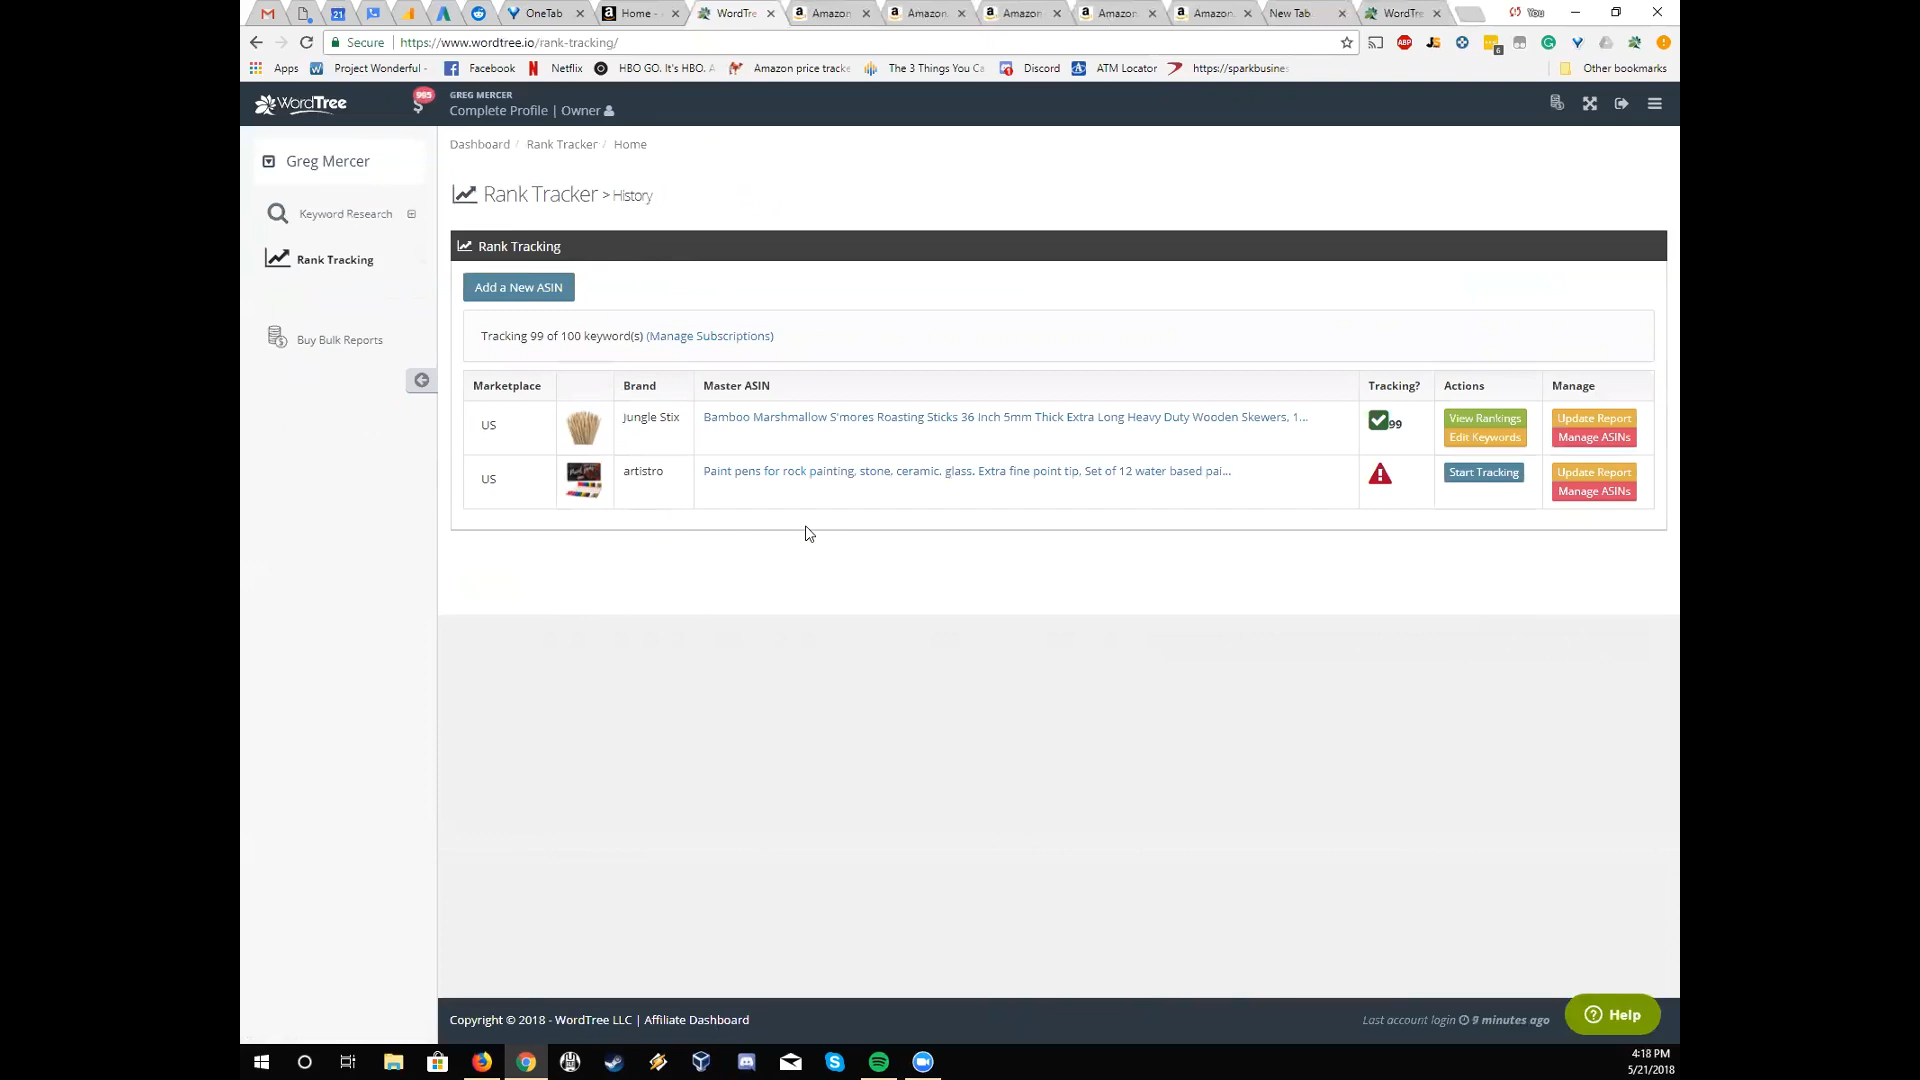 21 OneTab Home - WordTre Amazon. Amazon. Amazon. Amazon. Amazon. New Tab WordTre You
Secure https://www.wordtree.io/rank-tracking/ ABP JS 6
Apps Project Wonderful - Facebook Netflix HBO GO. It's HBO. A Amazon price tracke The 3 Things You Ca Discord ATM Locator https://sparkbusines Other bookmarks
WordTree 965 GREG MERCER
Complete Profile | Owner
Dashboard / Rank Tracker / Home
Greg Mercer
Rank Tracker > History
Keyword Research
Rank Tracking
Rank Tracking
Add a New ASIN
Buy Bulk Reports
Tracking 99 of 100 keyword(s) (Manage Subscriptions)
Marketplace Brand Master ASIN Tracking? Actions Manage
US Jungle Stix Bamboo Marshmallow S'mores Roasting Sticks 36 Inch 5mm Thick Extra Long Heavy Duty Wooden Skewers, 1... 99 View Rankings Update Report
Edit Keywords Manage ASINs
US artistro Paint pens for rock painting, stone, ceramic, glass. Extra fine point tip, Set of 12 water based pai... Start Tracking Update Report
Manage ASINs
Copyright © 2018 - WordTree LLC | Affiliate Dashboard Last account login 9 minutes ago Help
4:18 PM
5/21/2018